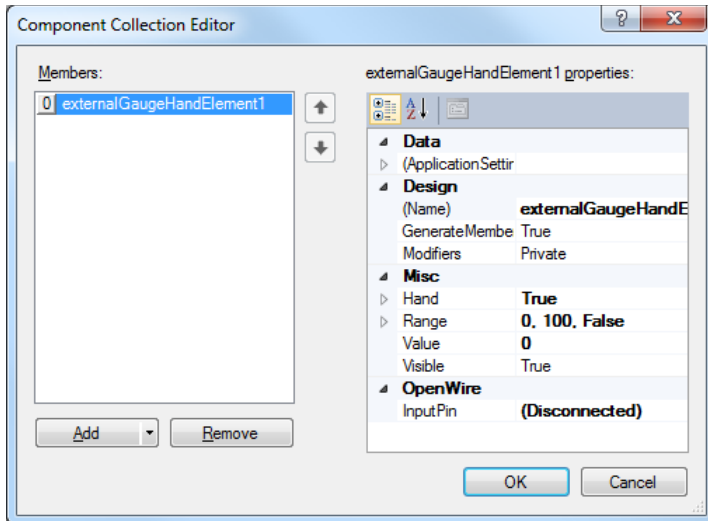 Component Collection Editor
Members:
0 externalGaugeHandElement1
Add
Remove
externalGaugeHandElement1 properties:
Data
(ApplicationSettir
Design
(Name) externalGaugeHandE
GenerateMembe True
Modifiers Private
Misc
Hand True
Range 0, 100, False
Value 0
Visible True
OpenWire
InputPin (Disconnected)
OK
Cancel